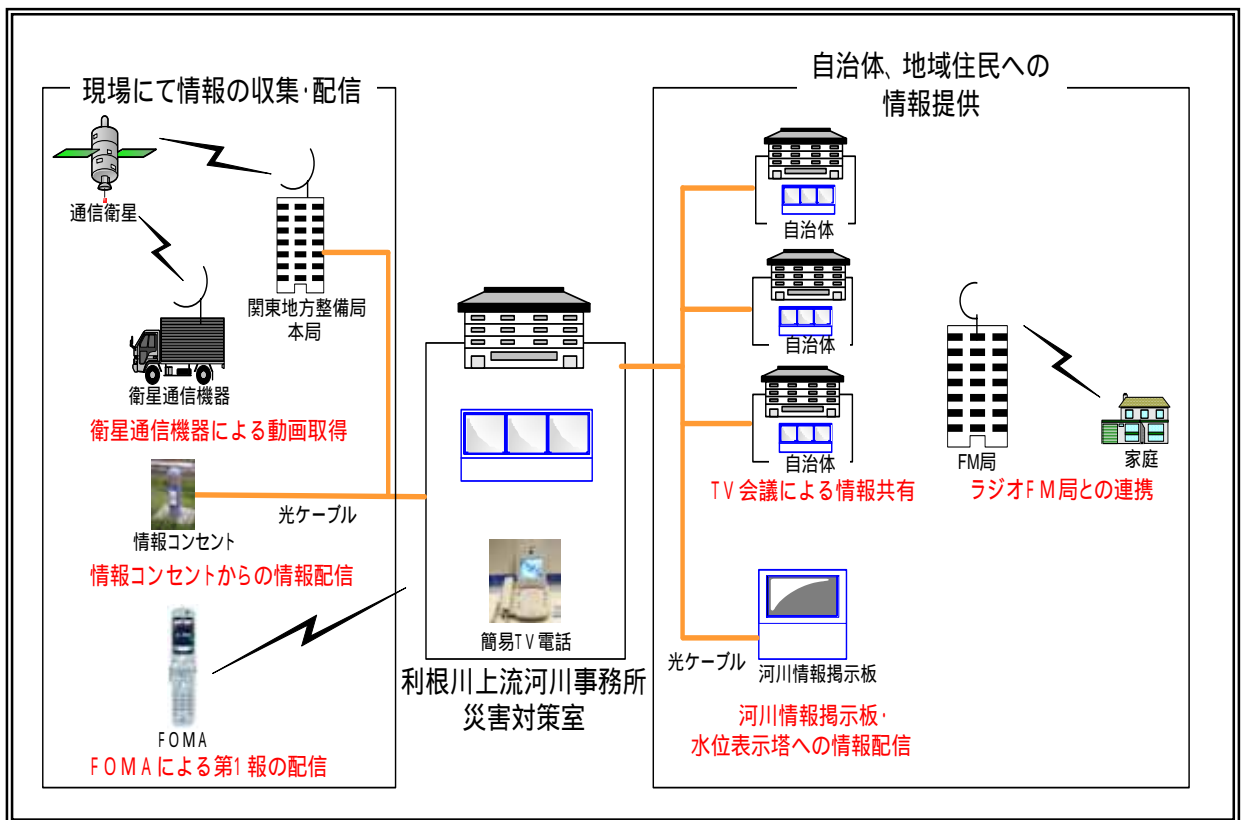 現場にて情報の収集・配信
通信衛星
関東地方整備局
本局
衛星通信機器
衛星通信機器による動画取得
光ケーブル
情報コンセント
情報コンセントからの情報配信
FOMA
FOMAによる第1報の配信
簡易TV電話
利根川上流河川事務所
災害対策室
自治体、地域住民への
情報提供
自治体
自治体
自治体
TV会議による情報共有
FM局
家庭
ラジオFM局との連携
光ケーブル
河川情報掲示板
河川情報掲示板・
水位表示塔への情報配信